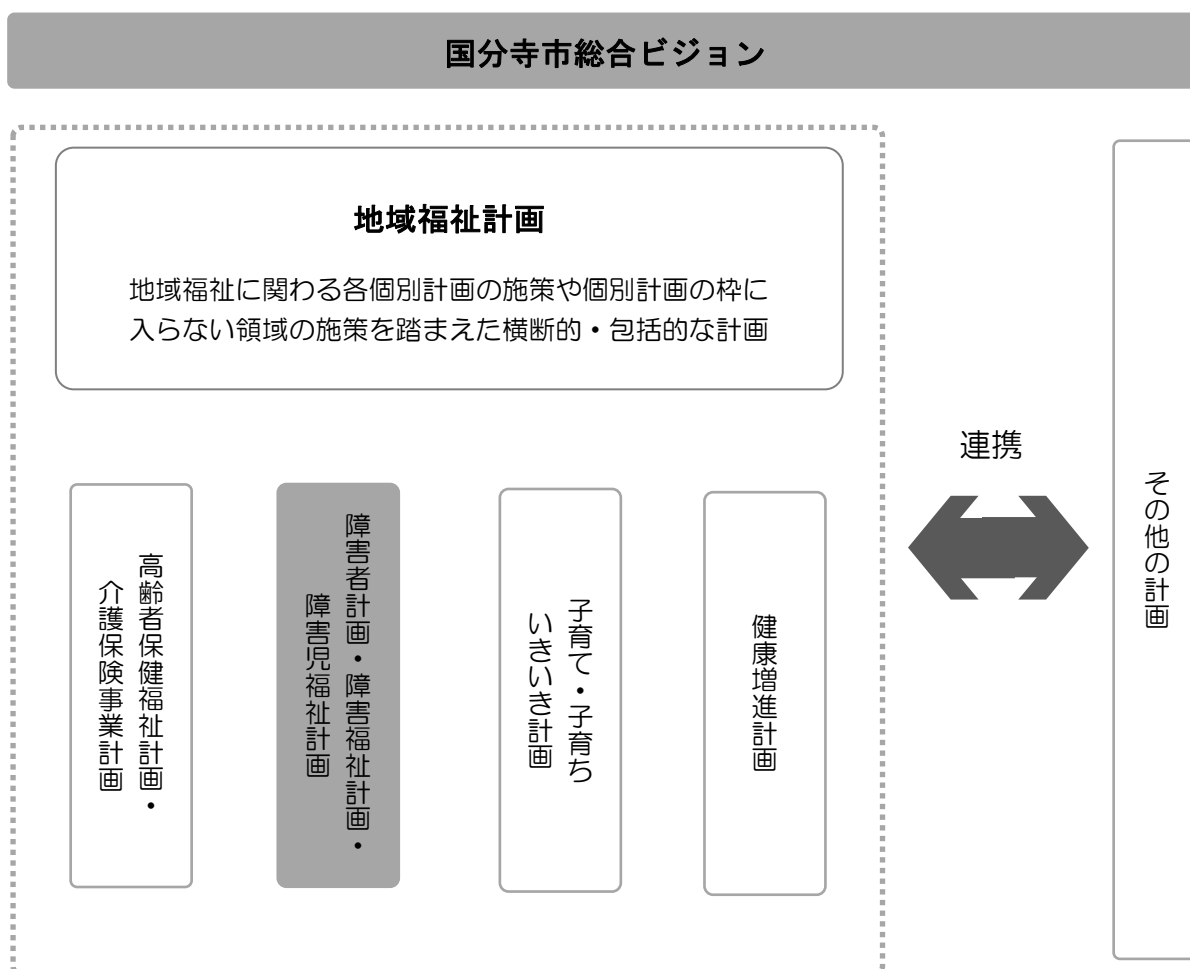 国分寺市総合ビジョン
地域福祉計画
地域福祉に関わる各個別計画の施策や個別計画の枠に
入らない領域の施策を踏まえた横断的・包括的な計画
連携
高齢者保健福祉計画・
介護保険事業計画
障害者計画・障害福祉計画・
障害児福祉計画
子育て・子育ち
いきいき計画
健康増進計画
その他の計画